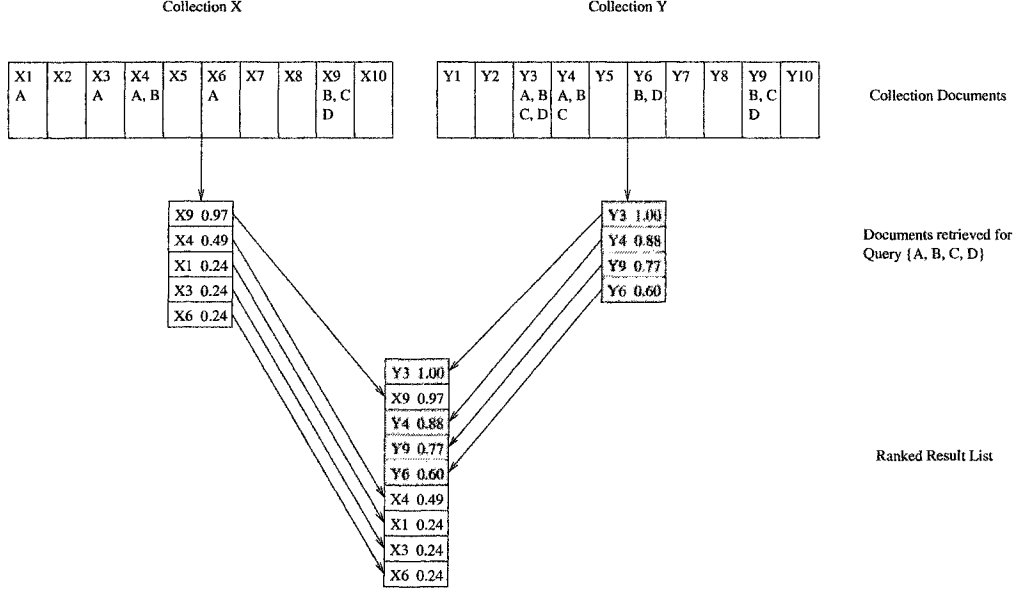 Collection X
Collection Y
X1 X2 X3 X4 X5 X6 X7 X8 X9 X10
A A A, B A B, C
D
Y1 Y2 Y3 Y4 Y5 Y6 Y7 Y8 Y9 Y10
A, B A, B B, D B, C
C, D C D
Collection Documents
X9 0.97
X4 0.49
X1 0.24
X3 0.24
X6 0.24
Y3 1.00
Y4 0.88
Y9 0.77
Y6 0.60
Documents retrieved for
Query {A, B, C, D}
Y3 1.00
X9 0.97
Y4 0.88
Y9 0.77
Y6 0.60
X4 0.49
X1 0.24
X3 0.24
X6 0.24
Ranked Result List